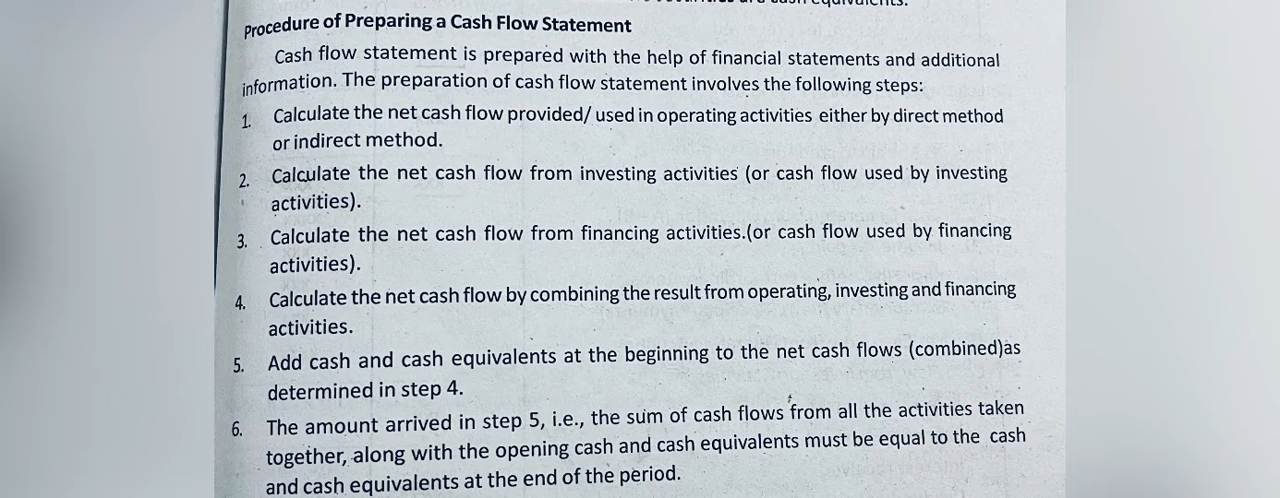 equivalents.
Procedure of Preparing a Cash Flow Statement
Cash flow statement is prepared with the help of financial statements and additional
information. The preparation of cash flow statement involves the following steps:
1. Calculate the net cash flow provided/ used in operating activities either by direct method
or indirect method.
2. Calculate the net cash flow from investing activities (or cash flow used by investing
activities).
3. Calculate the net cash flow from financing activities.(or cash flow used by financing
activities).
4. Calculate the net cash flow by combining the result from operating, investing and financing
activities.
5. Add cash and cash equivalents at the beginning to the net cash flows (combined)as
determined in step 4.
6. The amount arrived in step 5, i.e., the sum of cash flows from all the activities taken
together, along with the opening cash and cash equivalents must be equal to the cash
and cash equivalents at the end of the period.